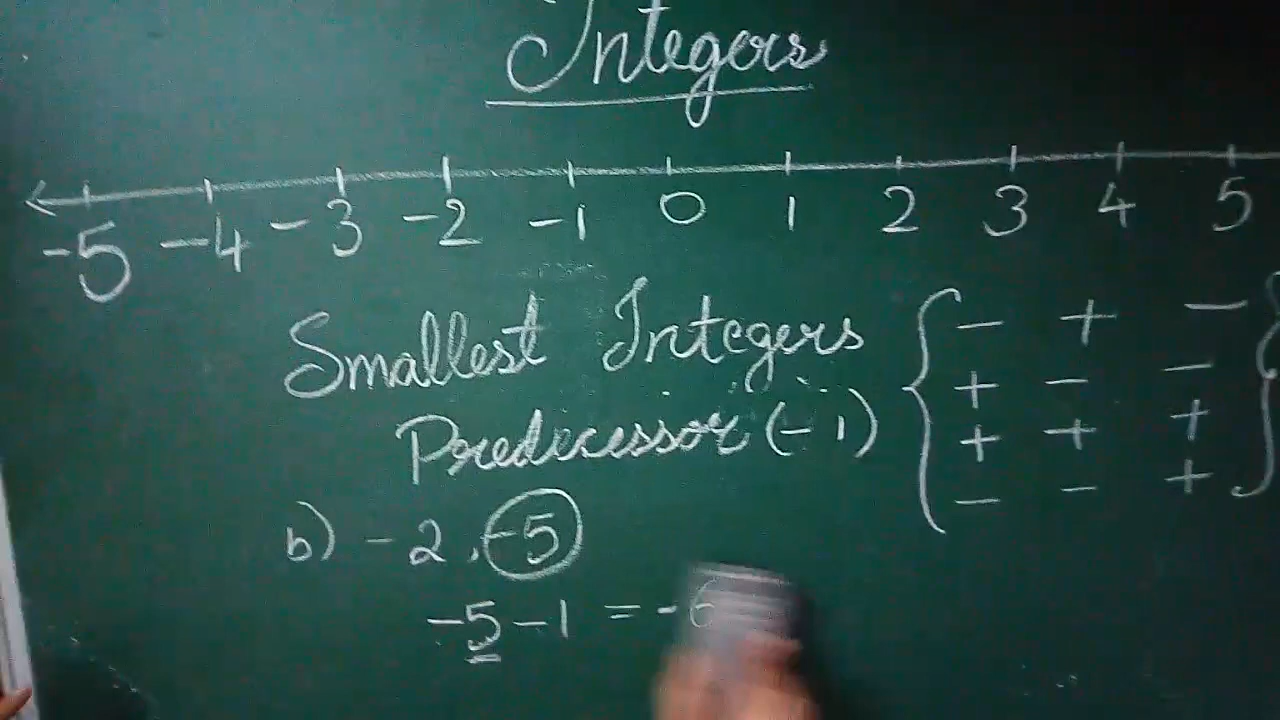 Integers
-5 -4 -3 -2 -1 0 1 2 3 4 5
Smallest Integers
Predecessor (-1)
{ - + -
+ - -
+ + +
- - + }
b) -2, -5
-5 -1 = -6